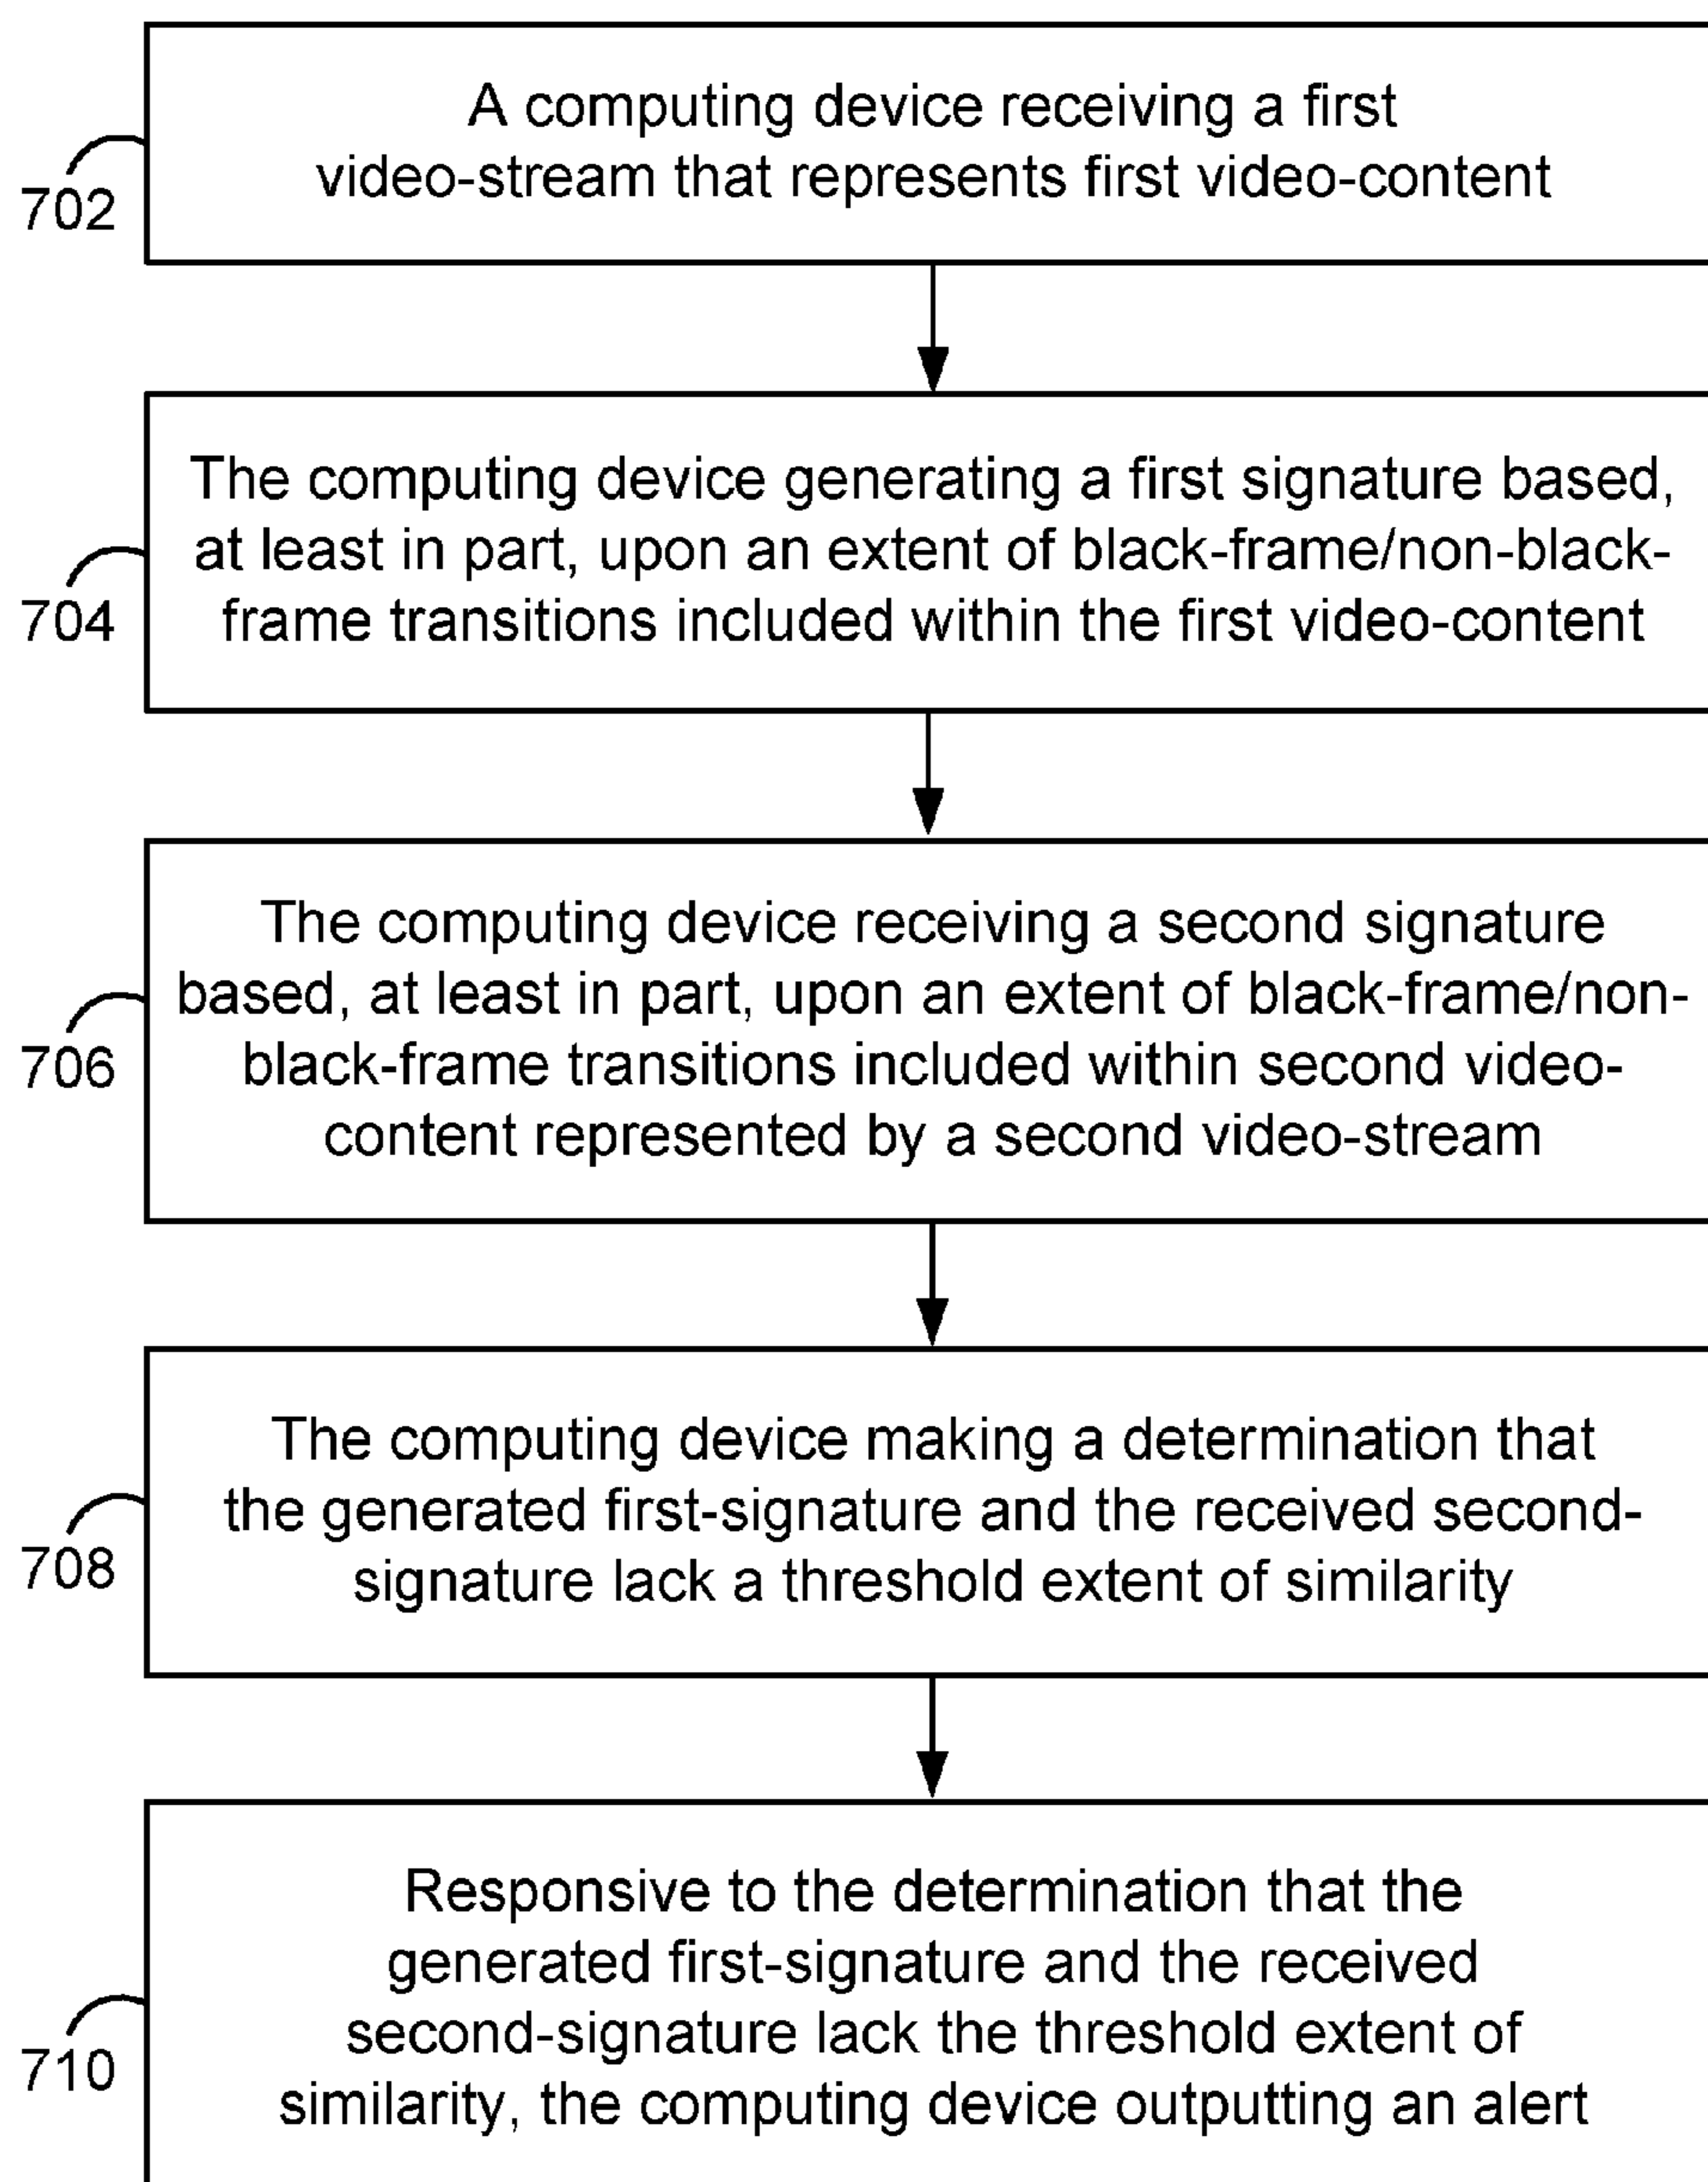 A computing device receiving a first
video-stream that represents first video-content
702
The computing device generating a first signature based,
at least in part, upon an extent of black-frame/non-black-
frame transitions included within the first video-content
704
The computing device receiving a second signature
based, at least in part, upon an extent of black-frame/non-
black-frame transitions included within second video-
content represented by a second video-stream
706
The computing device making a determination that
the generated first-signature and the received second-
signature lack a threshold extent of similarity
708
Responsive to the determination that the
generated first-signature and the received
second-signature lack the threshold extent of
similarity, the computing device outputting an alert
710